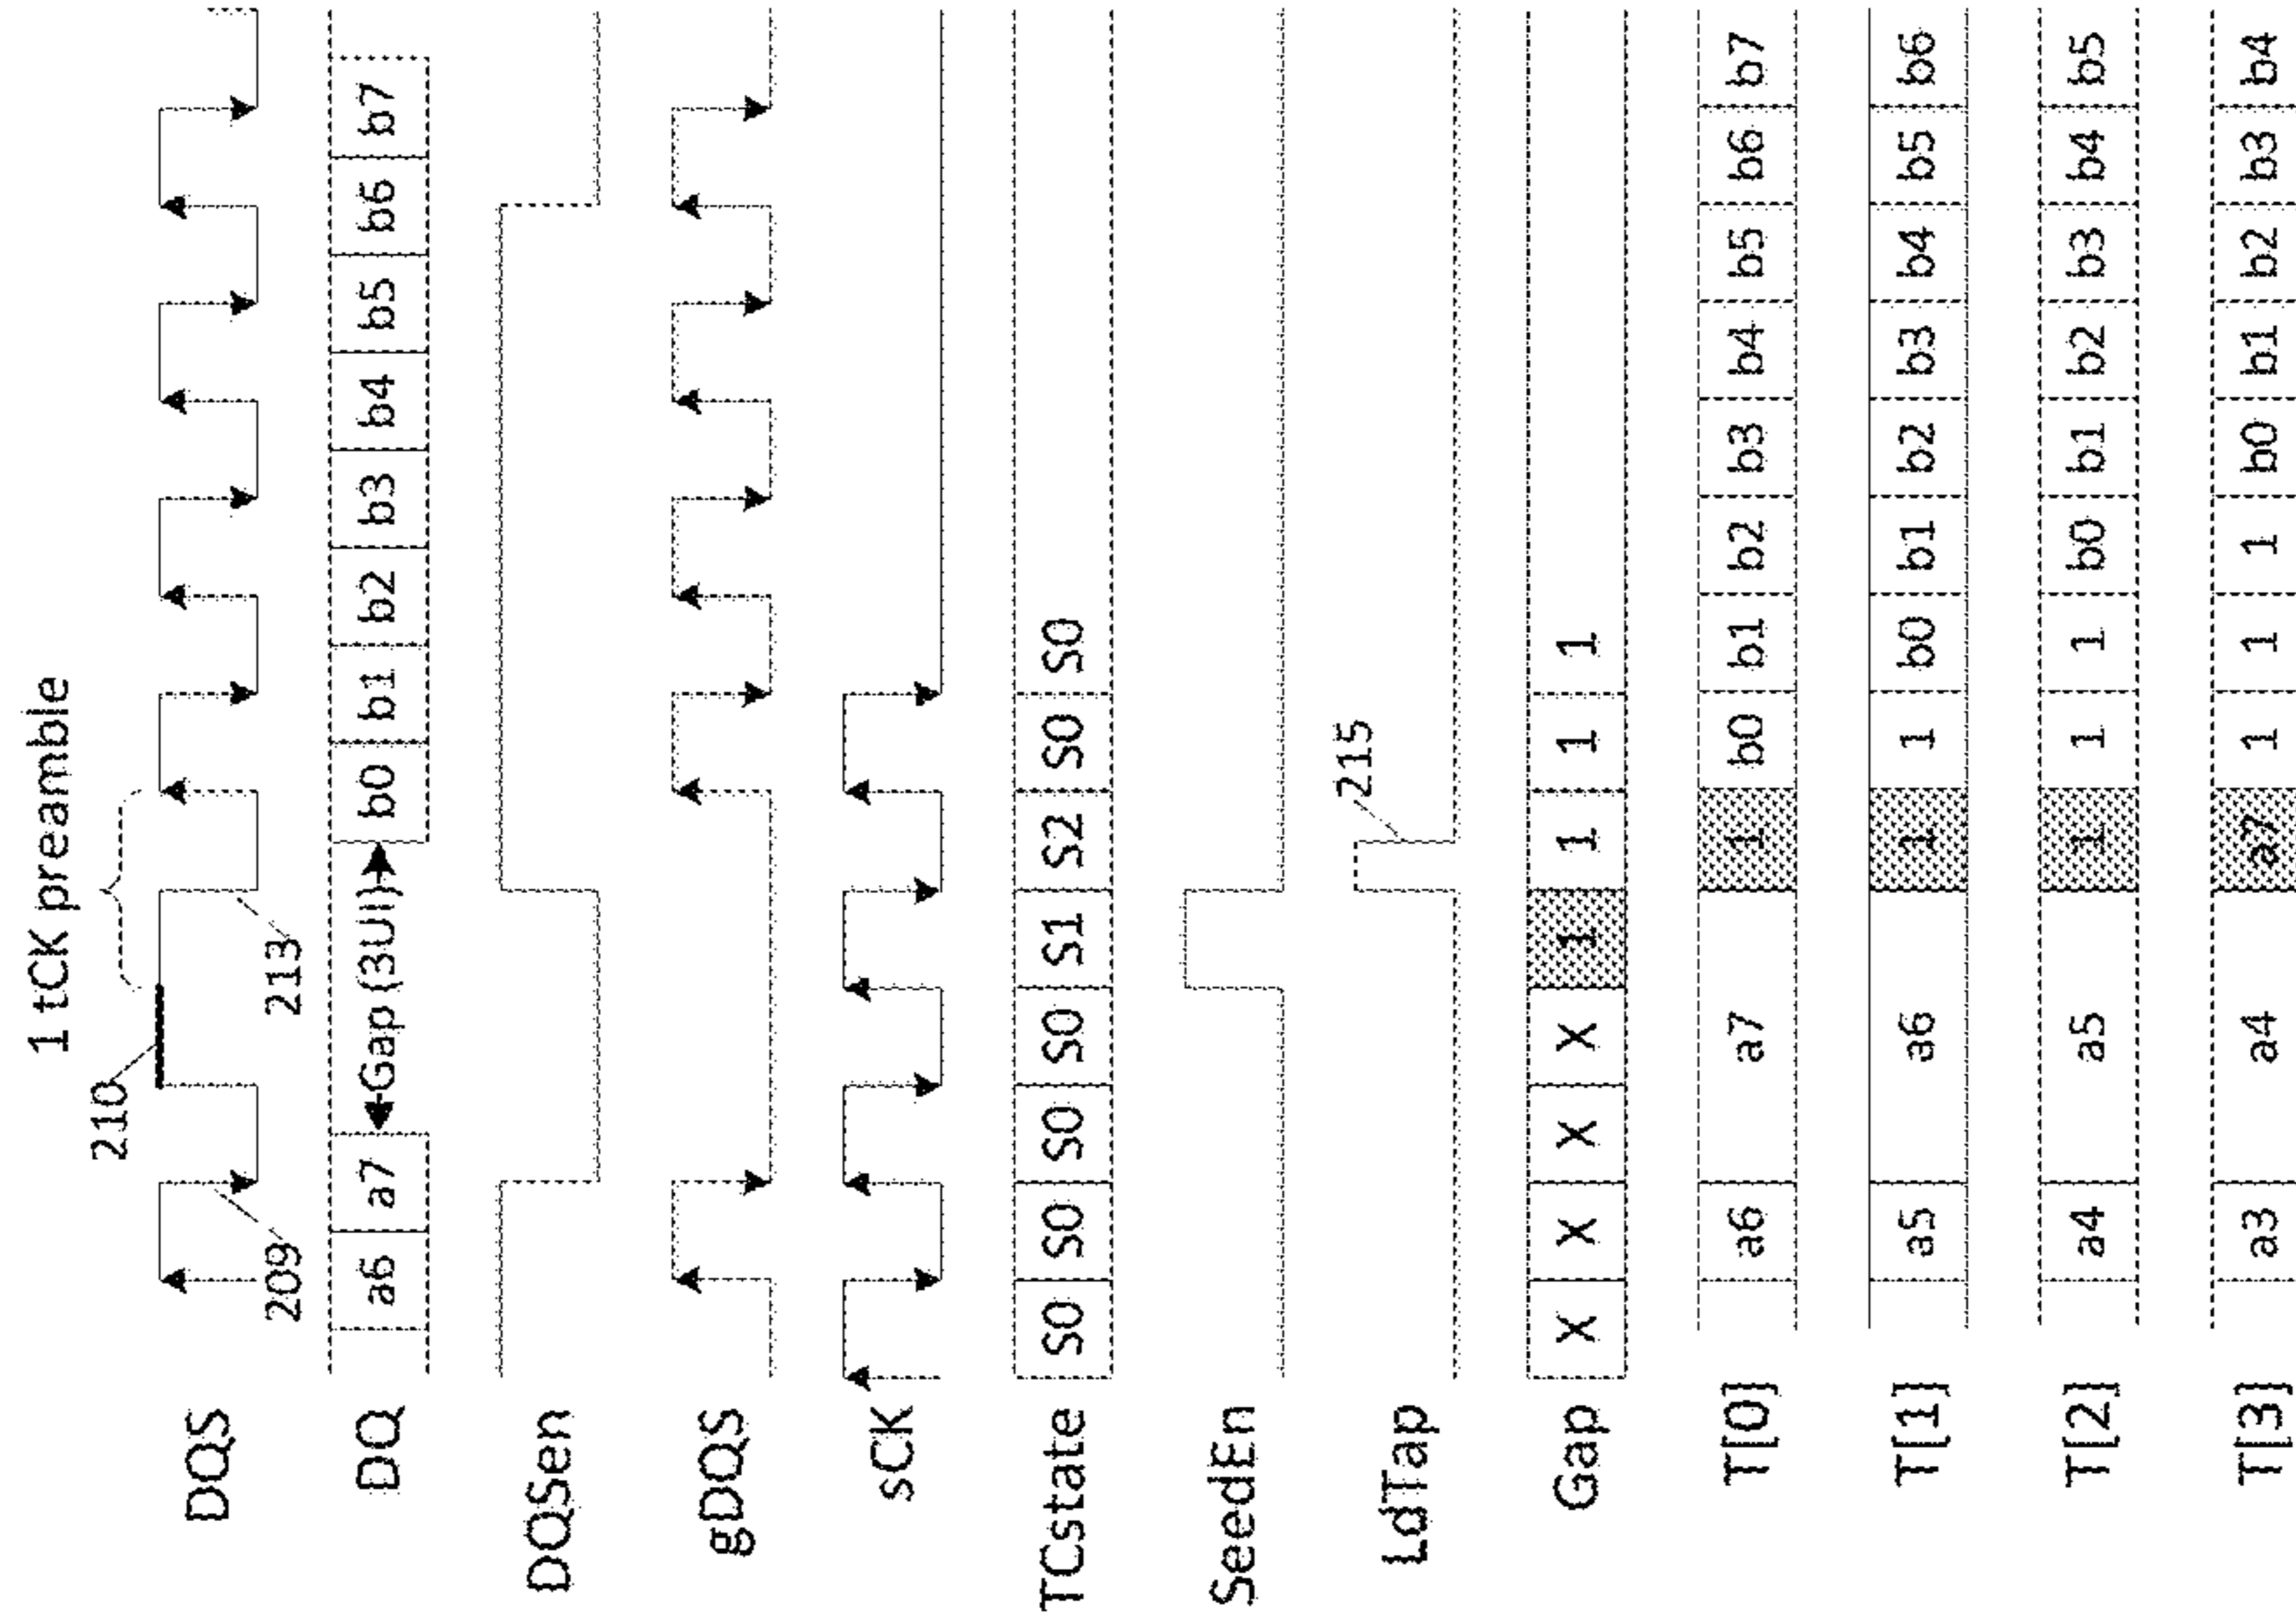 1 tCK preamble
210
DQS
209 213
DQ a6 a7 Gap (3UI) b0 b1 b2 b3 b4 b5 b6 b7
DQSen
gDQS
sCK
TCstate S0 S0 S0 S0 S1 S2 S0 S0
SeedEn
215
LdTap
Gap X X X X 1 1 1 1
T[0] a6 a7 1 b0 b1 b2 b3 b4 b5 b6 b7
T[1] a5 a6 1 1 b0 b1 b2 b3 b4 b5 b6
T[2] a4 a5 1 1 1 b0 b1 b2 b3 b4 b5
T[3] a3 a4 a7 1 1 1 b0 b1 b2 b3 b4